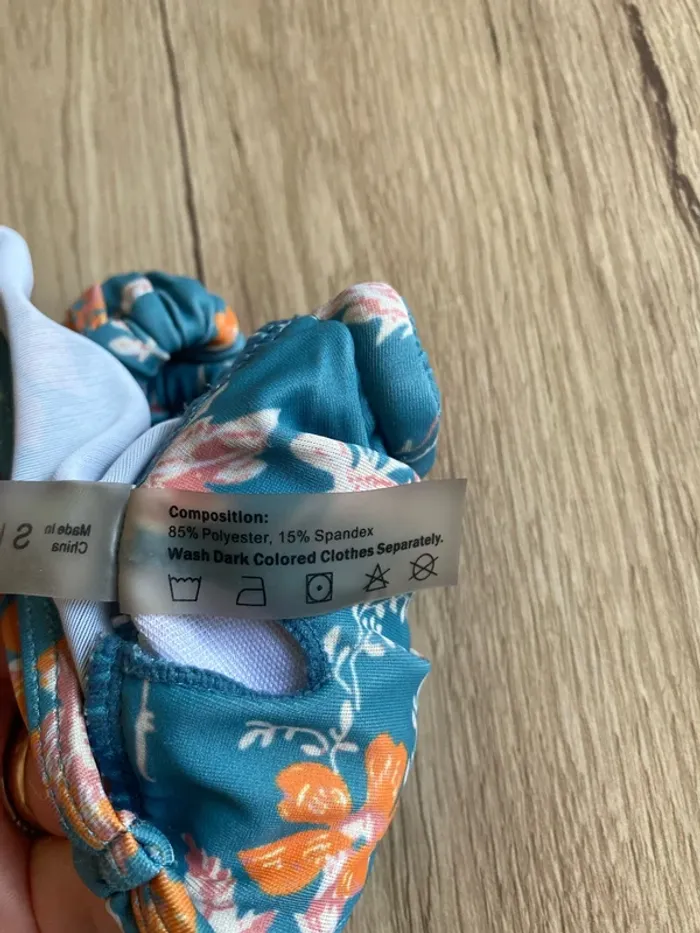 Composition:
85% Polyester, 15% Spandex
Wash Dark Colored Clothes Separately.
Made in
China
S